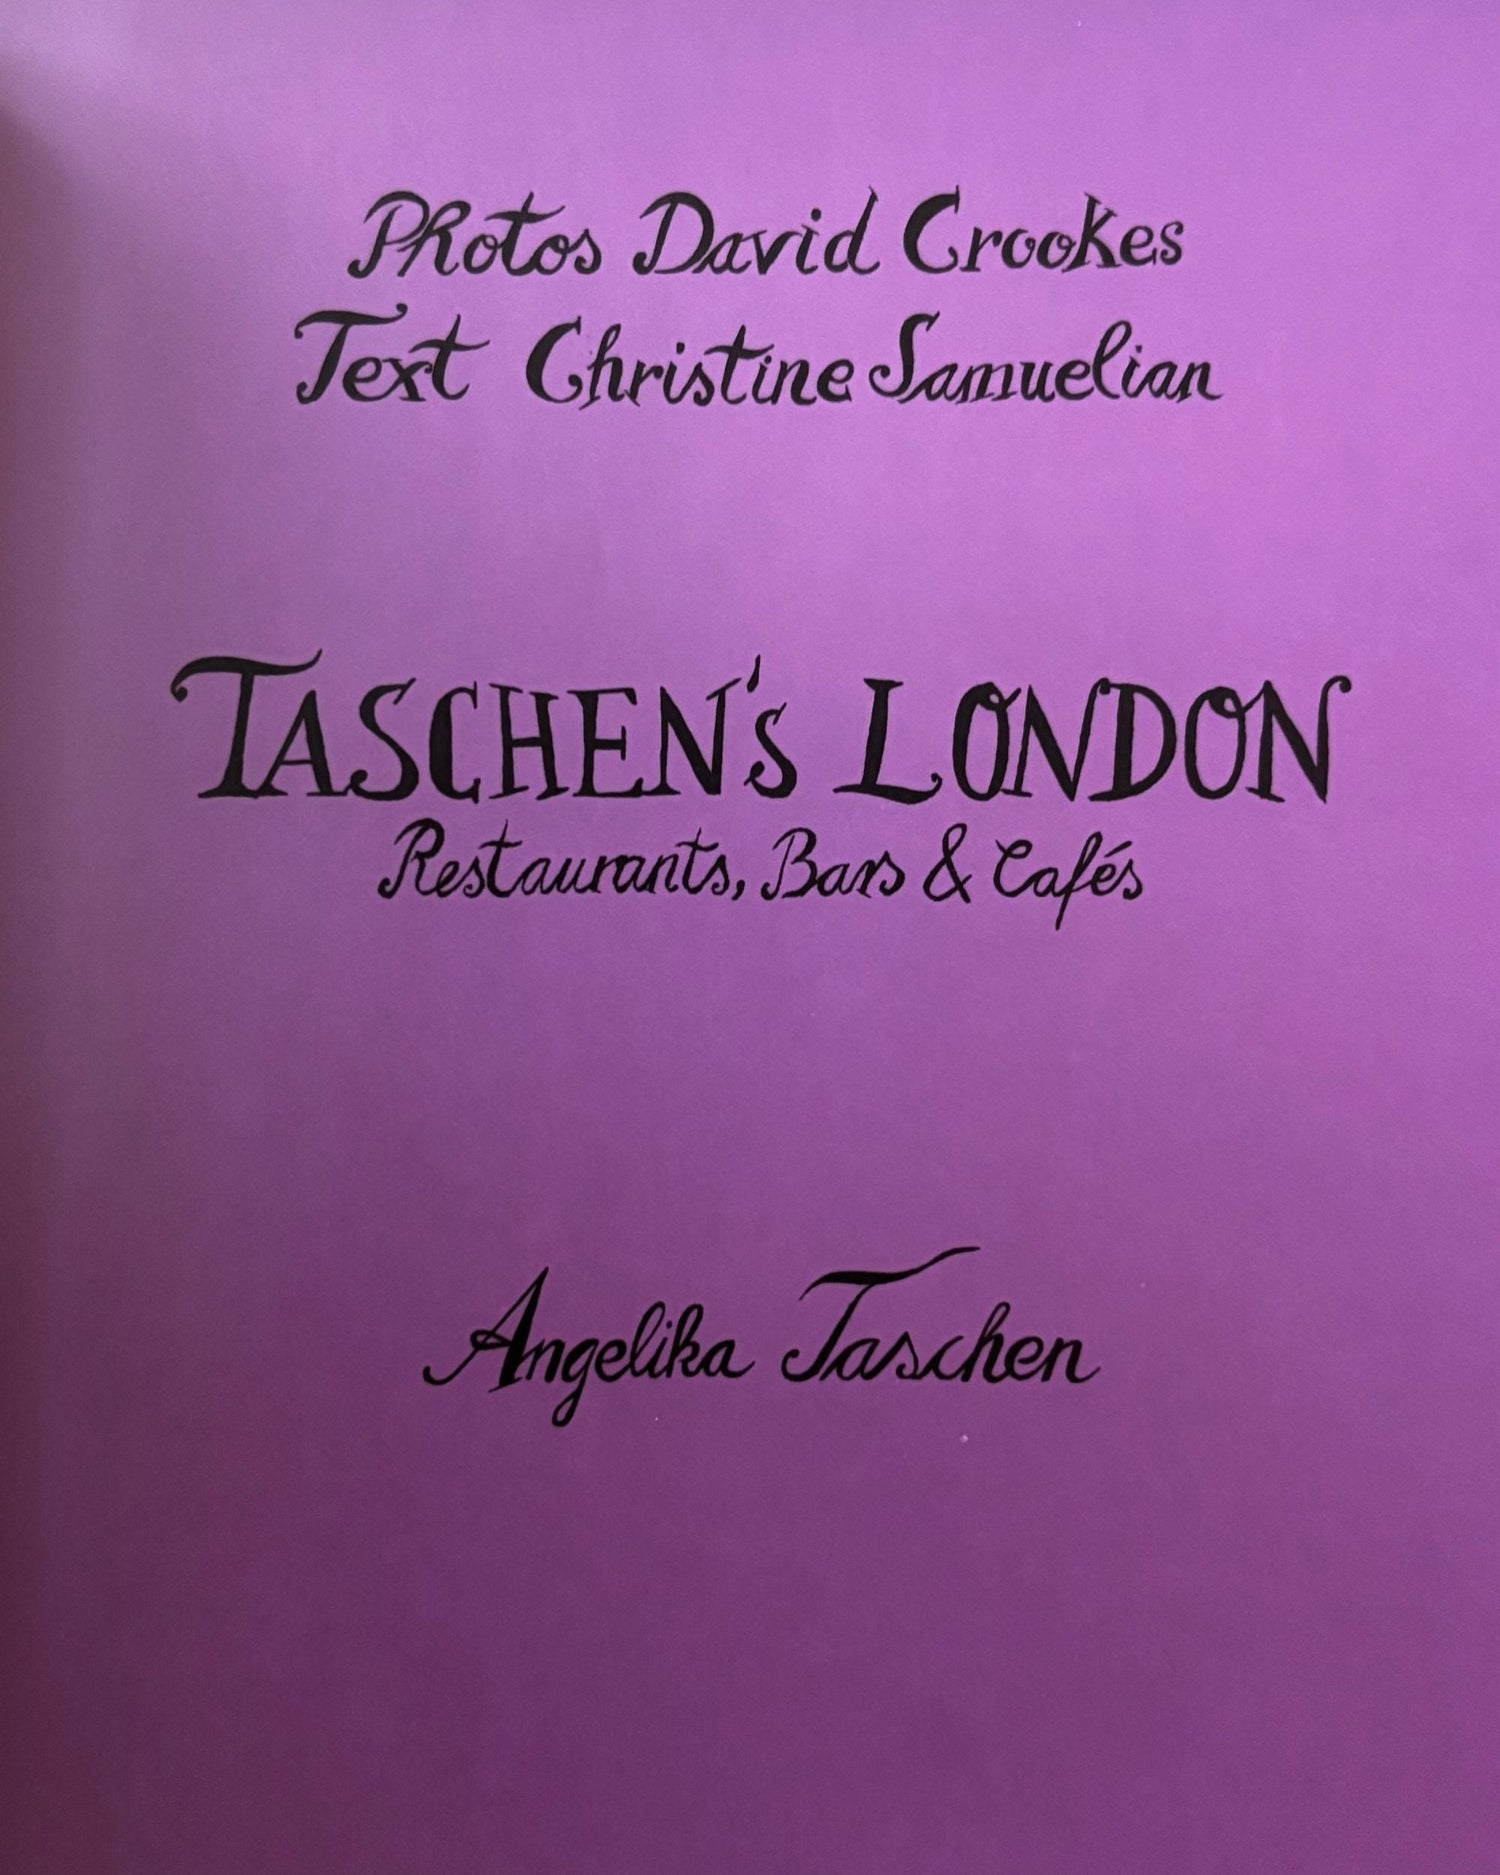 Photos David Crookes
Text Christine Samuelian
TASCHEN's LONDON
Restaurants, Bars & Cafés
Angelika Taschen